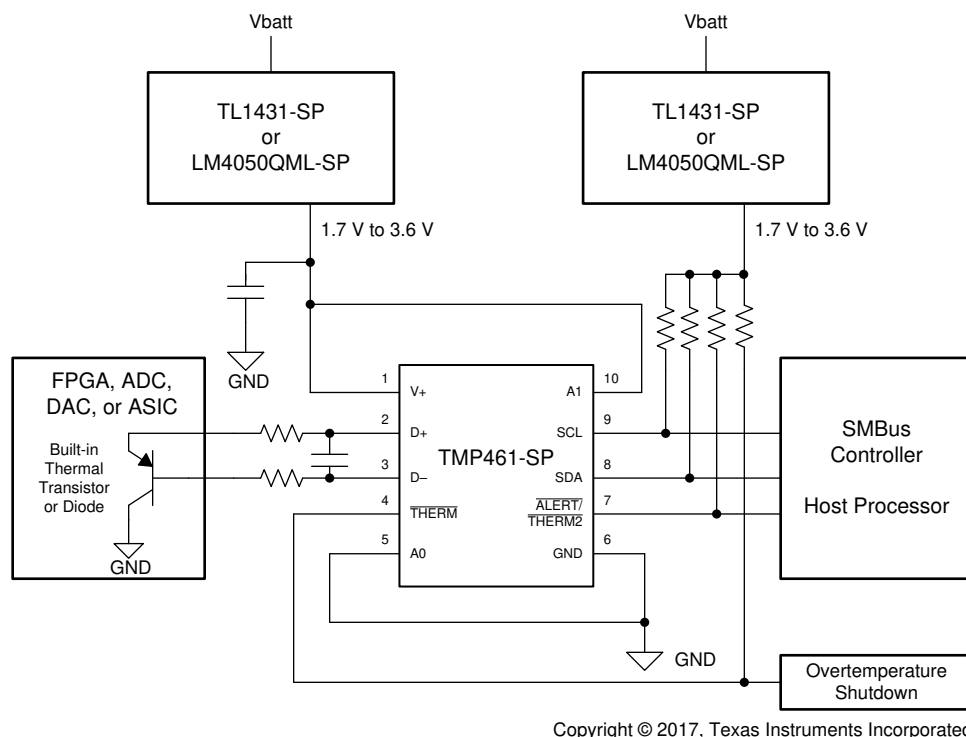 Vbatt
Vbatt
TL1431-SP
or
LM4050QML-SP
TL1431-SP
or
LM4050QML-SP
1.7 V to 3.6 V
1.7 V to 3.6 V
GND
FPGA, ADC,
DAC, or ASIC
Built-in
Thermal
Transistor
or Diode
GND
1
2
3
4
5
V+
D+
D–
THERM
A0
TMP461-SP
A1
SCL
SDA
ALERT/
THERM2
GND
10
9
8
7
6
SMBus
Controller
Host Processor
GND
Overtemperature
Shutdown
Copyright © 2017, Texas Instruments Incorporated